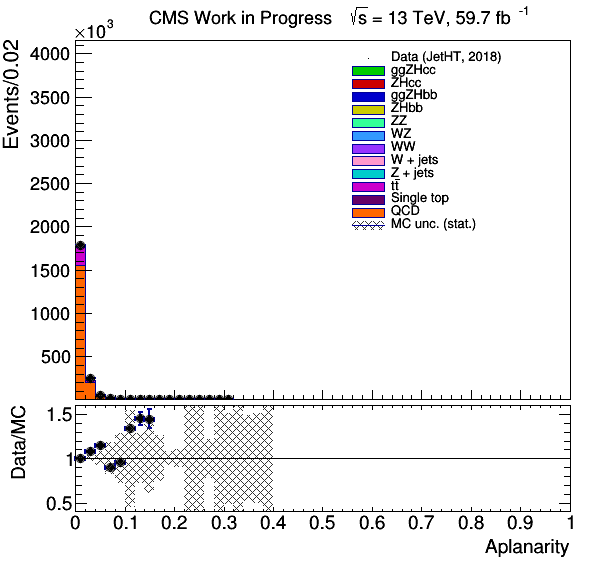 CMS Work in Progress √s = 13 TeV, 59.7 fb⁻¹
×10³
Events/0.02
4000
3500
3000
2500
2000
1500
1000
500
Data (JetHT, 2018)
ggZHcc
ZHcc
ggZHbb
ZHbb
ZZ
WZ
WW
W + jets
Z + jets
tt̄
Single top
QCD
MC unc. (stat.)
Data/MC
1.5
1
0.5
0 0.1 0.2 0.3 0.4 0.5 0.6 0.7 0.8 0.9 1
Aplanarity